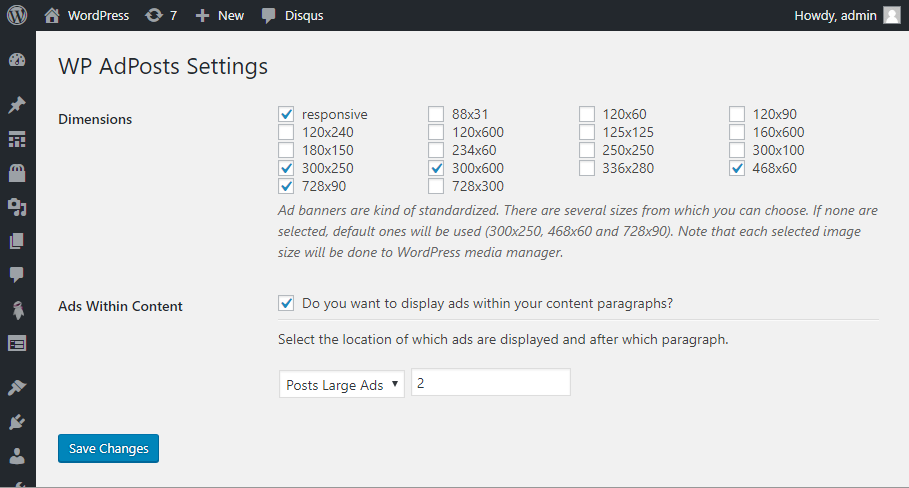 WordPress 7 New Disqus Howdy, admin
WP AdPosts Settings
Dimensions
responsive 88x31 120x60 120x90
120x240 120x600 125x125 160x600
180x150 234x60 250x250 300x100
300x250 300x600 336x280 468x60
728x90 728x300
Ad banners are kind of standardized. There are several sizes from which you can choose. If none are
selected, default ones will be used (300x250, 468x60 and 728x90). Note that each selected image
size will be done to WordPress media manager.
Ads Within Content Do you want to display ads within your content paragraphs?
Select the location of which ads are displayed and after which paragraph.
Posts Large Ads 2
Save Changes